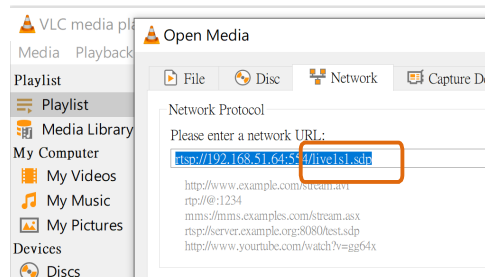 VLC media pla
Media Playback
Playlist
Playlist
Media Library
My Computer
My Videos
My Music
My Pictures
Devices
Discs
Open Media
File Disc Network Capture De
Network Protocol
Please enter a network URL:
rtsp://192.168.51.64:554/live1s1.sdp
http://www.example.com/stream.avi
rtp://@:1234
mms://mms.examples.com/stream.asx
rtsp://server.example.org:8080/test.sdp
http://www.yourtube.com/watch?v=gg64x